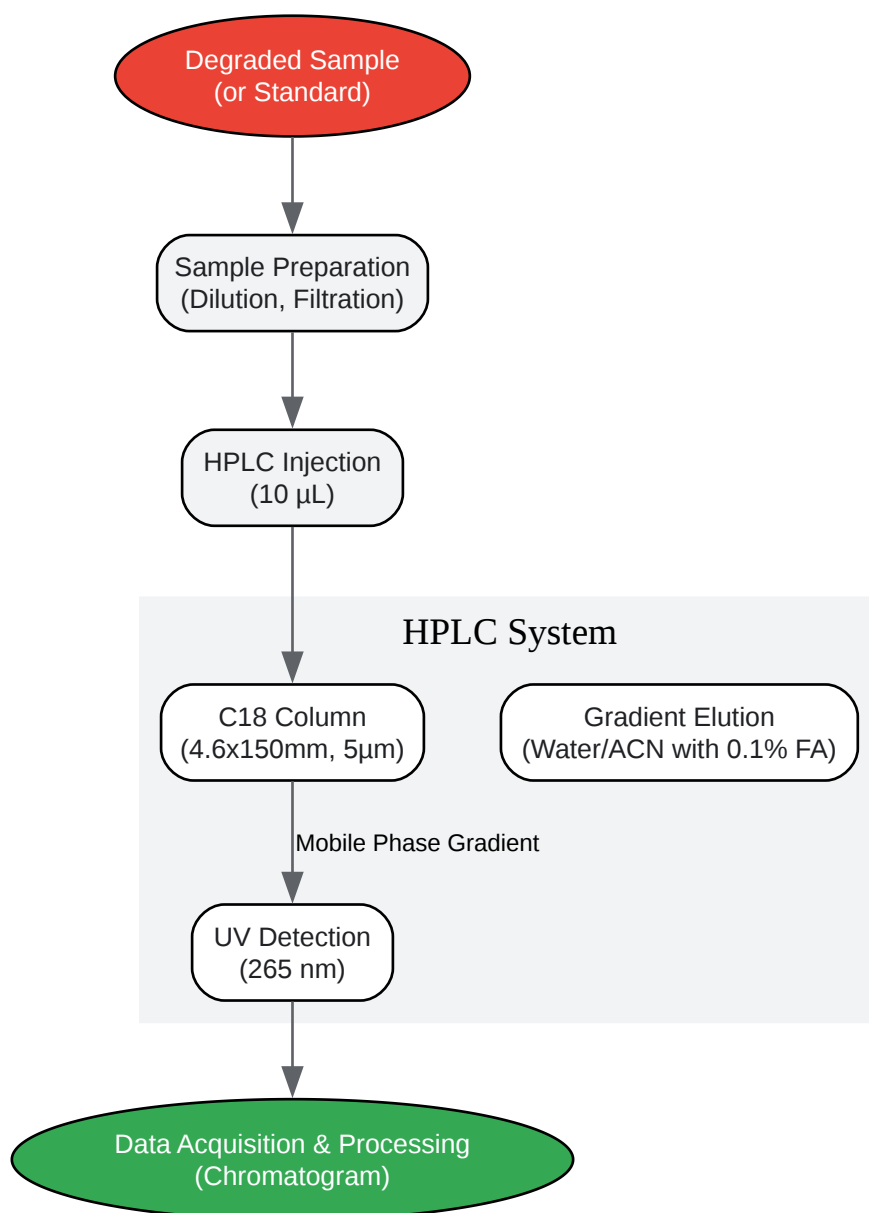 Degraded Sample
(or Standard)
Sample Preparation
(Dilution, Filtration)
HPLC Injection
(10 µL)
HPLC System
C18 Column
(4.6x150mm, 5µm)
Gradient Elution
(Water/ACN with 0.1% FA)
Mobile Phase Gradient
UV Detection
(265 nm)
Data Acquisition & Processing
(Chromatogram)